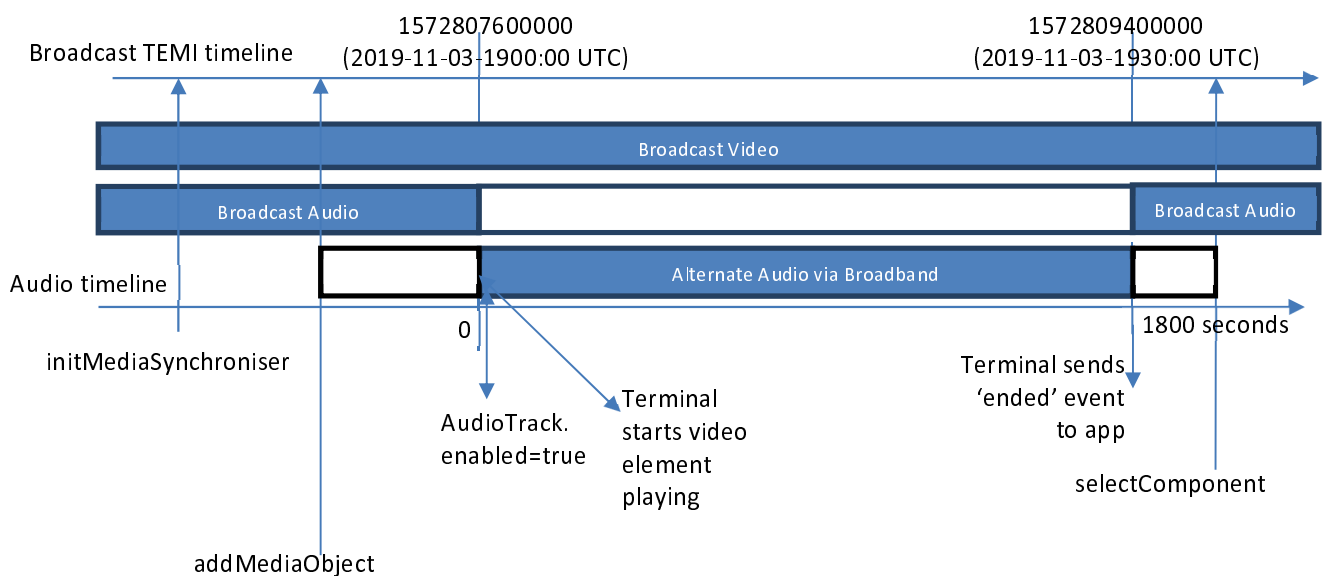 1572807600000
1572809400000
Broadcast TEMI timeline
(2019-11-03-1900:00 UTC)
(2019-11-03-1930:00 UTC)
Broadcast Video
Broadcast Audio
Broadcast Audio
Alternate Audio via Broadband
Audio timeline
0
1800 seconds
initMediaSynchroniser
Terminal sends
‘ended’ event
to app
AudioTrack.
enabled=true
Terminal
starts video
element
playing
selectComponent
addMediaObject